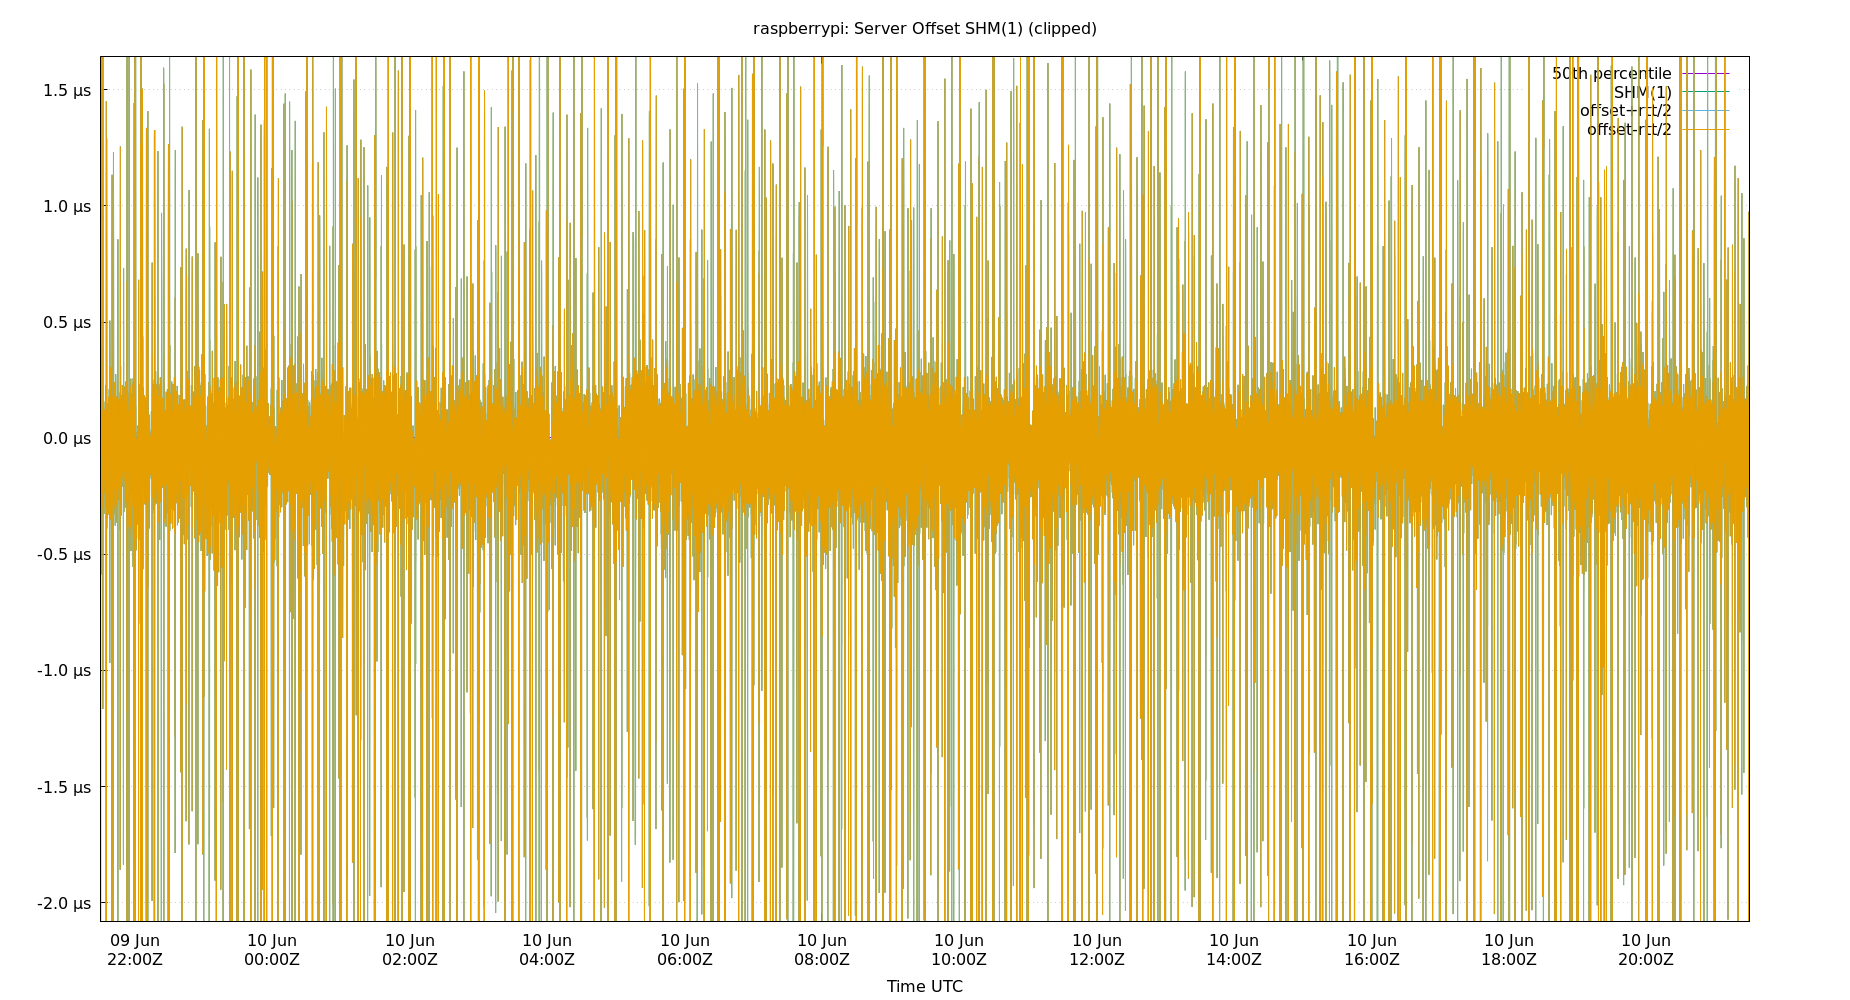 raspberrypi: Server Offset SHM(1) (clipped)
50th percentile
SHM(1)
offset+rtt/2
offset-rtt/2
1.5 µs
1.0 µs
0.5 µs
0.0 µs
-0.5 µs
-1.0 µs
-1.5 µs
-2.0 µs
09 Jun 10 Jun 10 Jun 10 Jun 10 Jun 10 Jun 10 Jun 10 Jun 10 Jun 10 Jun 10 Jun 10 Jun
22:00Z 00:00Z 02:00Z 04:00Z 06:00Z 08:00Z 10:00Z 12:00Z 14:00Z 16:00Z 18:00Z 20:00Z
Time UTC